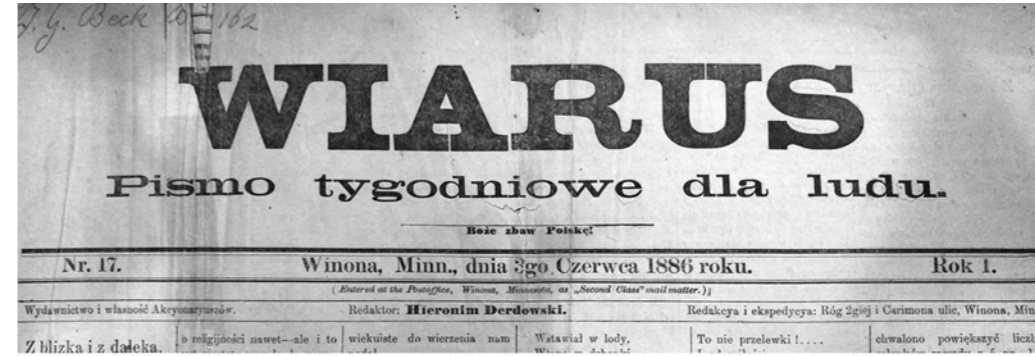 J. G. Beck 162
WIARUS
Pismo tygodniowe dla ludu.
Boże zbaw Polskę!
Nr. 17. Winona, Minn., dnia 3go Czerwca 1886 roku. Rok 1.
( Entered at the Postoffice, Winona, Minnesota, as „Second Class" mail matter.)
Wydawnictwo i własność Akcyonaryuszów. Redaktor: Hieronim Derdowski. Redakcya i ekspedycya: Róg 2giej i Carimona ulic, Winona, Min
Z blizka i z daleka. o religijności nawet—ale i to wiekuiste do wierzenia nam Wstawiał w lody, To nie przelewki!.... chwalono powiększyć licz